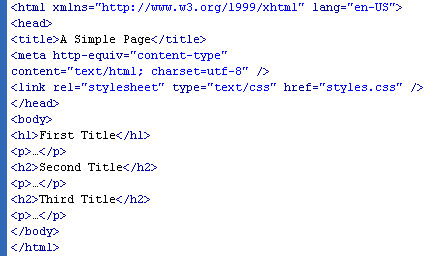 <html xmlns="http://www.w3.org/1999/xhtml" lang="en-US">
<head>
<title>A Simple Page</title>
<meta http-equiv="content-type"
content="text/html; charset=utf-8" />
<link rel="stylesheet" type="text/css" href="styles.css" />
</head>
<body>
<h1>First Title</h1>
<p>…</p>
<h2>Second Title</h2>
<p>…</p>
<h2>Third Title</h2>
<p>…</p>
</body>
</html>